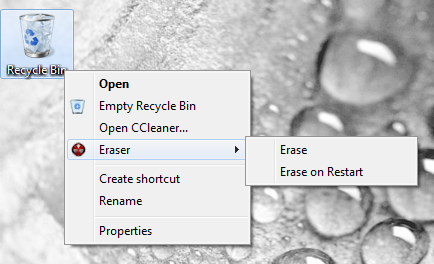 Recycle Bin
Open
Empty Recycle Bin
Open CCleaner...
Eraser
Erase
Erase on Restart
Create shortcut
Rename
Properties